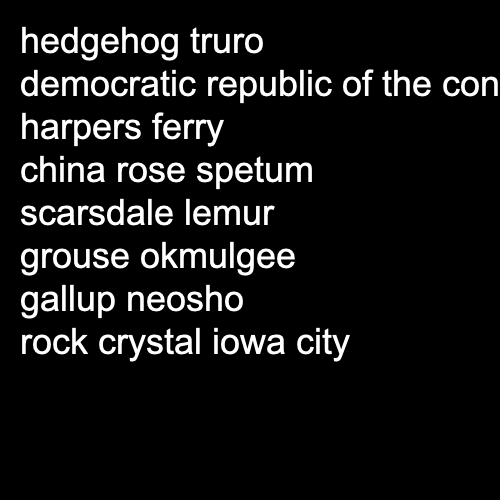 hedgehog truro
democratic republic of the con
harpers ferry
china rose spetum
scarsdale lemur
grouse okmulgee
gallup neosho
rock crystal iowa city